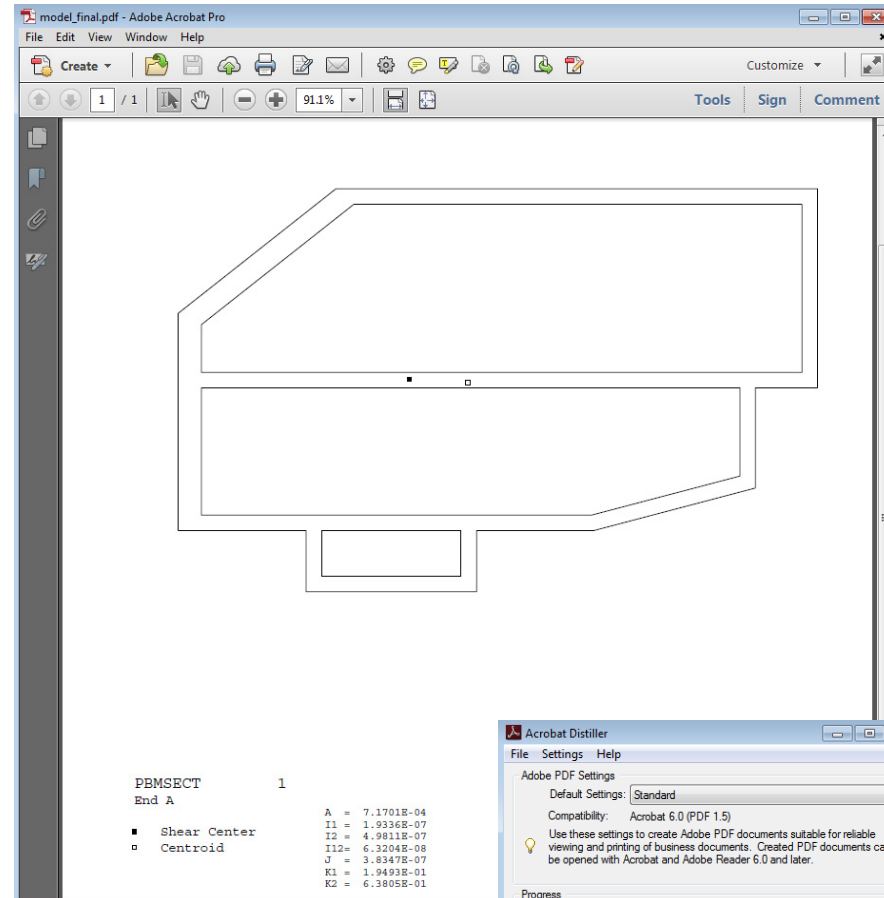 model_final.pdf - Adobe Acrobat Pro
File Edit View Window Help
Create
Customize
1 / 1
91.1%
Tools Sign Comment
PBMSECT 1
End A
Shear Center
Centroid
A = 7.1701E-04
I1 = 1.9336E-07
I2 = 4.9811E-07
I12= 6.3204E-08
J = 3.8347E-07
K1 = 1.9493E-01
K2 = 6.3805E-01
Acrobat Distiller
File Settings Help
Adobe PDF Settings
Default Settings: Standard
Compatibility: Acrobat 6.0 (PDF 1.5)
Use these settings to create Adobe PDF documents suitable for reliable
viewing and printing of business documents. Created PDF documents ca
be opened with Acrobat and Adobe Reader 6.0 and later.
Progress